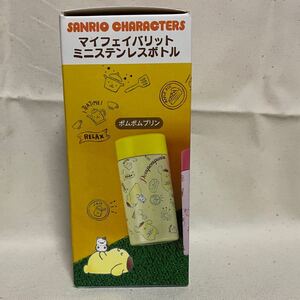 SANRIO CHARACTERS
マイフェイバリット
ミニステンレスボトル
RELAX
ポムポムプリン
Pompompurin